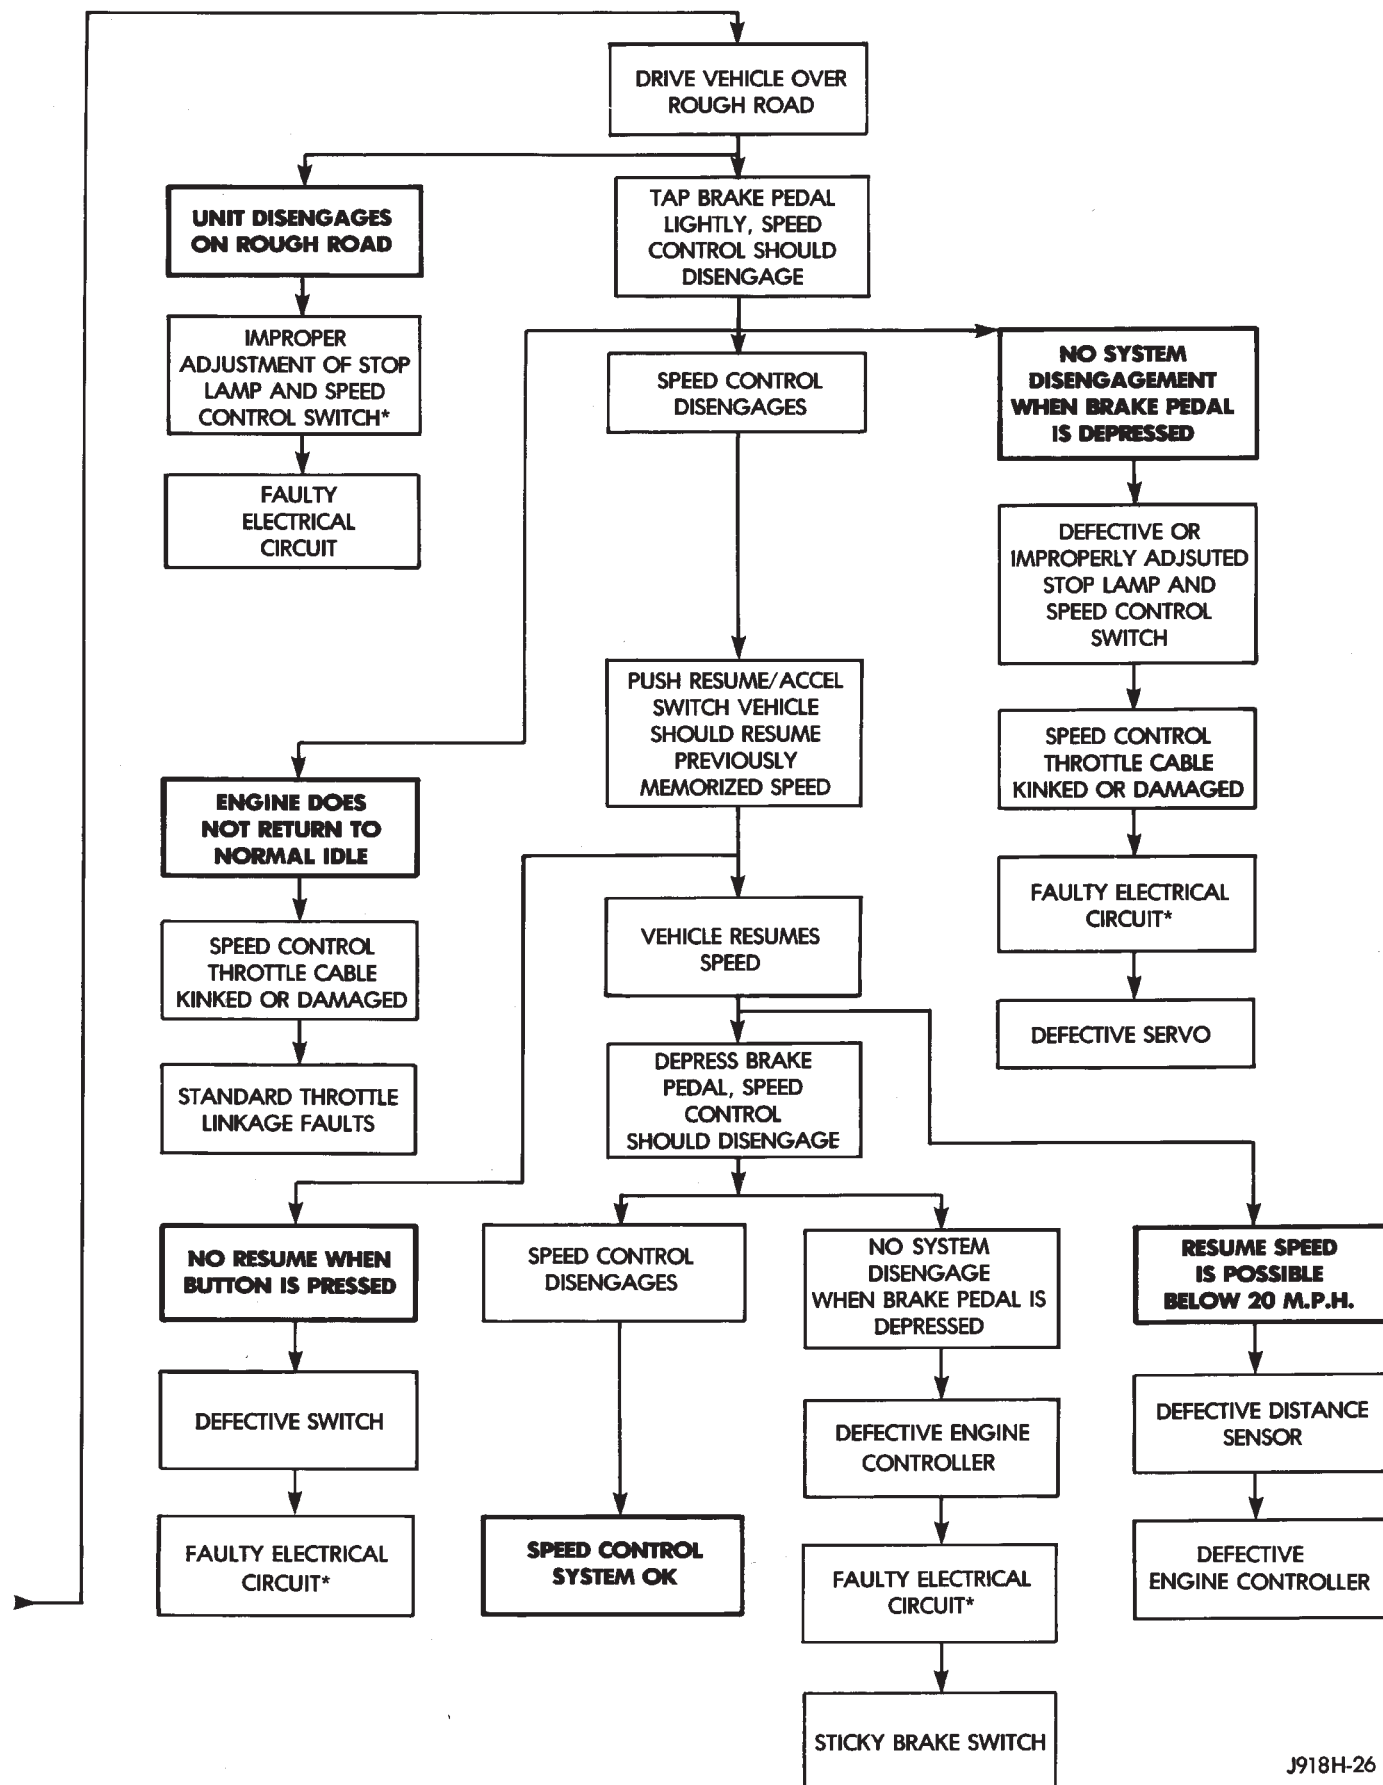 DRIVE VEHICLE OVER
ROUGH ROAD
UNIT DISENGAGES
ON ROUGH ROAD
TAP BRAKE PEDAL
LIGHTLY, SPEED
CONTROL SHOULD
DISENGAGE
IMPROPER
ADJUSTMENT OF STOP
LAMP AND SPEED
CONTROL SWITCH*
SPEED CONTROL
DISENGAGES
NO SYSTEM
DISENGAGEMENT
WHEN BRAKE PEDAL
IS DEPRESSED
FAULTY
ELECTRICAL
CIRCUIT
DEFECTIVE OR
IMPROPERLY ADJSUTED
STOP LAMP AND
SPEED CONTROL
SWITCH
PUSH RESUME/ACCEL
SWITCH VEHICLE
SHOULD RESUME
PREVIOUSLY
MEMORIZED SPEED
SPEED CONTROL
THROTTLE CABLE
KINKED OR DAMAGED
ENGINE DOES
NOT RETURN TO
NORMAL IDLE
FAULTY ELECTRICAL
CIRCUIT*
SPEED CONTROL
THROTTLE CABLE
KINKED OR DAMAGED
VEHICLE RESUMES
SPEED
DEFECTIVE SERVO
STANDARD THROTTLE
LINKAGE FAULTS
DEPRESS BRAKE
PEDAL, SPEED
CONTROL
SHOULD DISENGAGE
NO RESUME WHEN
BUTTON IS PRESSED
SPEED CONTROL
DISENGAGES
NO SYSTEM
DISENGAGE
WHEN BRAKE PEDAL IS
DEPRESSED
RESUME SPEED
IS POSSIBLE
BELOW 20 M.P.H.
DEFECTIVE SWITCH
DEFECTIVE ENGINE
CONTROLLER
DEFECTIVE DISTANCE
SENSOR
FAULTY ELECTRICAL
CIRCUIT*
SPEED CONTROL
SYSTEM OK
FAULTY ELECTRICAL
CIRCUIT*
DEFECTIVE
ENGINE CONTROLLER
STICKY BRAKE SWITCH
J918H-26